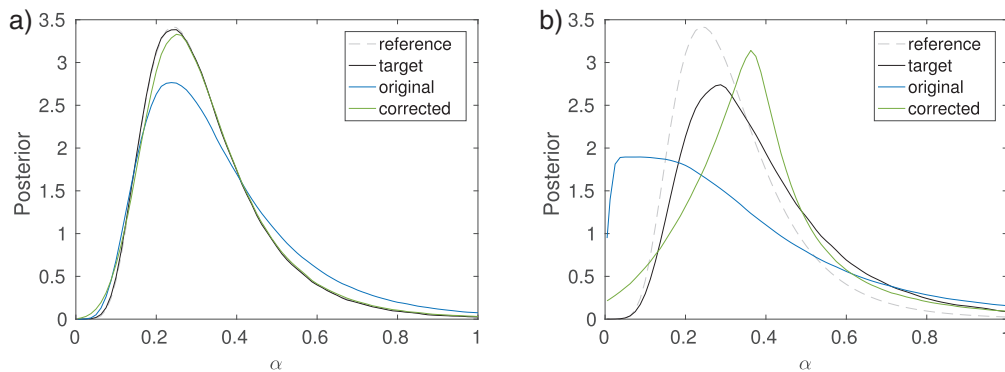 a)
3.5
3
2.5
2
1.5
1
0.5
0
Posterior
0 0.2 0.4 0.6 0.8 1
α
reference
target
original
corrected
b)
3.5
3
2.5
2
1.5
1
0.5
0
Posterior
0 0.2 0.4 0.6 0.8 1
α
reference
target
original
corrected